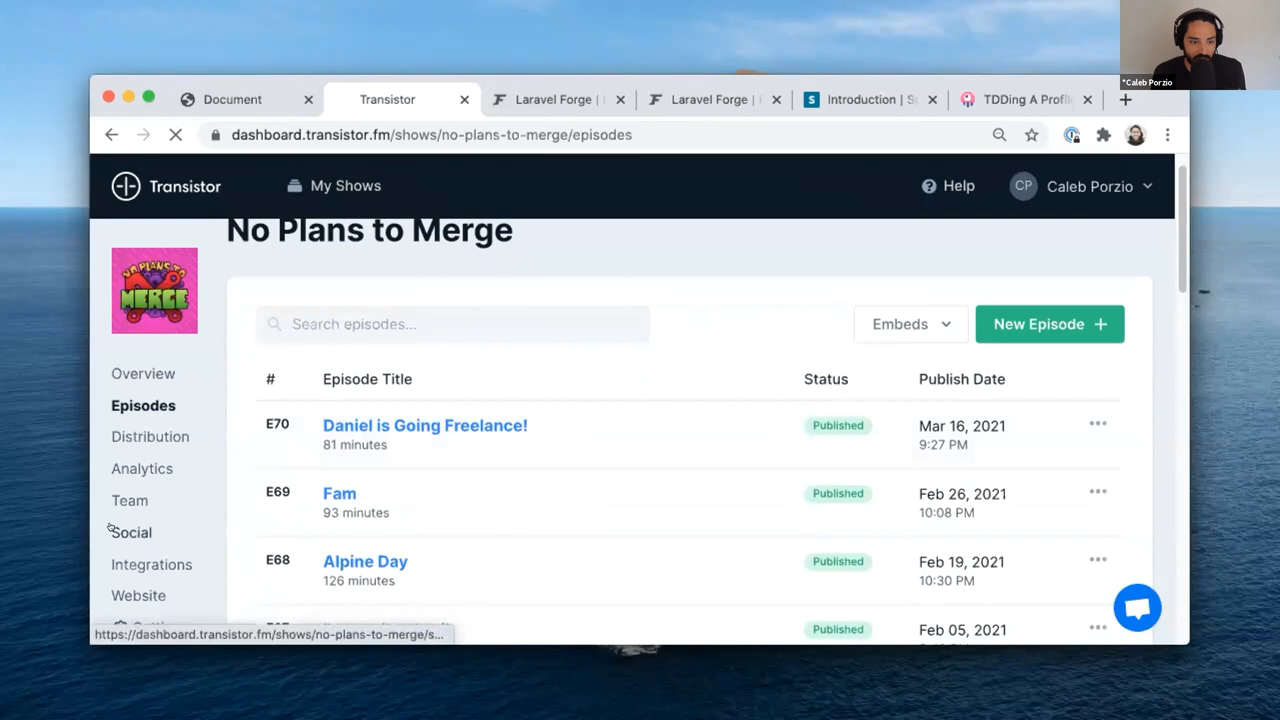 *Caleb Porzio
Document
Transistor
Laravel Forge |
Laravel Forge |
Introduction |
TDDing A Profil
dashboard.transistor.fm/shows/no-plans-to-merge/episodes
Transistor
My Shows
Help
CP
Caleb Porzio
No Plans to Merge
NO PLANS TO
MERGE
Search episodes...
Embeds
New Episode +
Overview
Episodes
Distribution
Analytics
Team
Social
Integrations
Website
# Episode Title Status Publish Date
E70 Daniel is Going Freelance! Published Mar 16, 2021
81 minutes 9:27 PM
E69 Fam Published Feb 26, 2021
93 minutes 10:08 PM
E68 Alpine Day Published Feb 19, 2021
126 minutes 10:30 PM
Published Feb 05, 2021
https://dashboard.transistor.fm/shows/no-plans-to-merge/s...